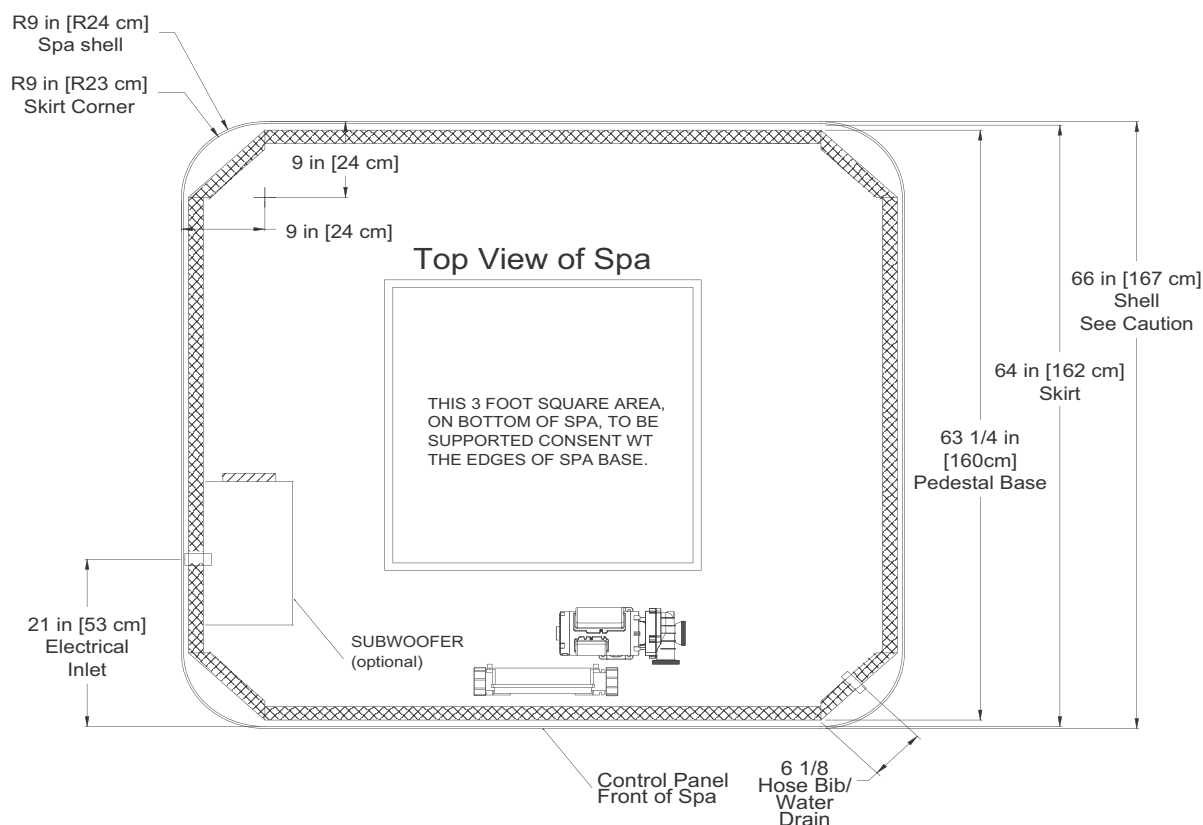 R9 in [R24 cm]
Spa shell
R9 in [R23 cm]
Skirt Corner
9 in [24 cm]
9 in [24 cm]
Top View of Spa
66 in [167 cm]
Shell
See Caution
64 in [162 cm]
Skirt
THIS 3 FOOT SQUARE AREA,
ON BOTTOM OF SPA, TO BE
SUPPORTED CONSENT WT
THE EDGES OF SPA BASE.
63 1/4 in
[160cm]
Pedestal Base
21 in [53 cm]
Electrical
Inlet
SUBWOOFER
(optional)
Control Panel
Front of Spa
6 1/8
Hose Bib/
Water
Drain